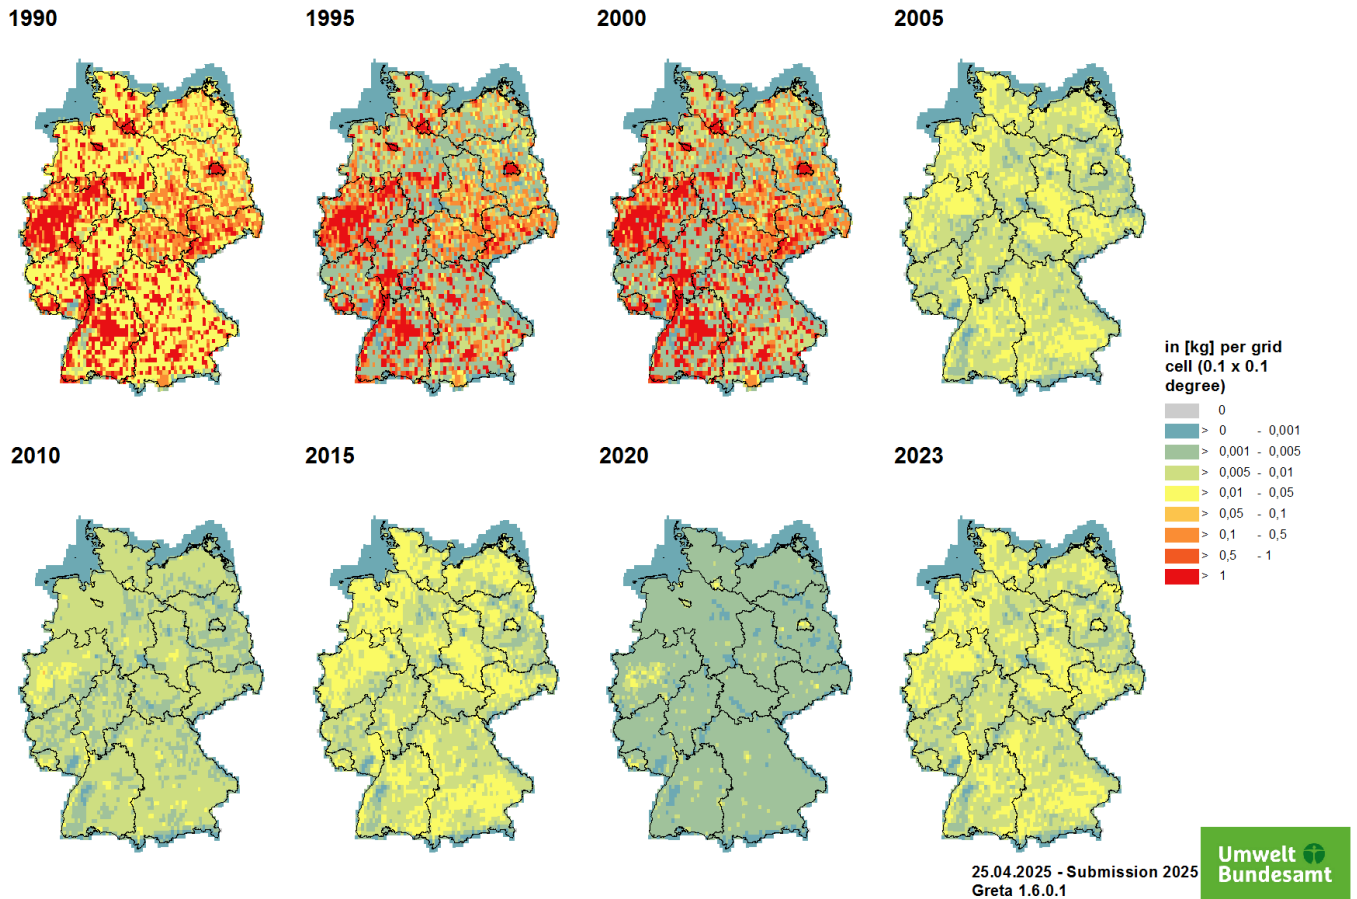 1990
1995
2000
2005
in [kg] per grid
cell (0.1 x 0.1
degree)
0
> 0 - 0,001
> 0,001 - 0,005
> 0,005 - 0,01
> 0,01 - 0,05
> 0,05 - 0,1
> 0,1 - 0,5
> 0,5 - 1
> 1
2010
2015
2020
2023
25.04.2025 - Submission 2025
Greta 1.6.0.1
Umwelt
Bundesamt